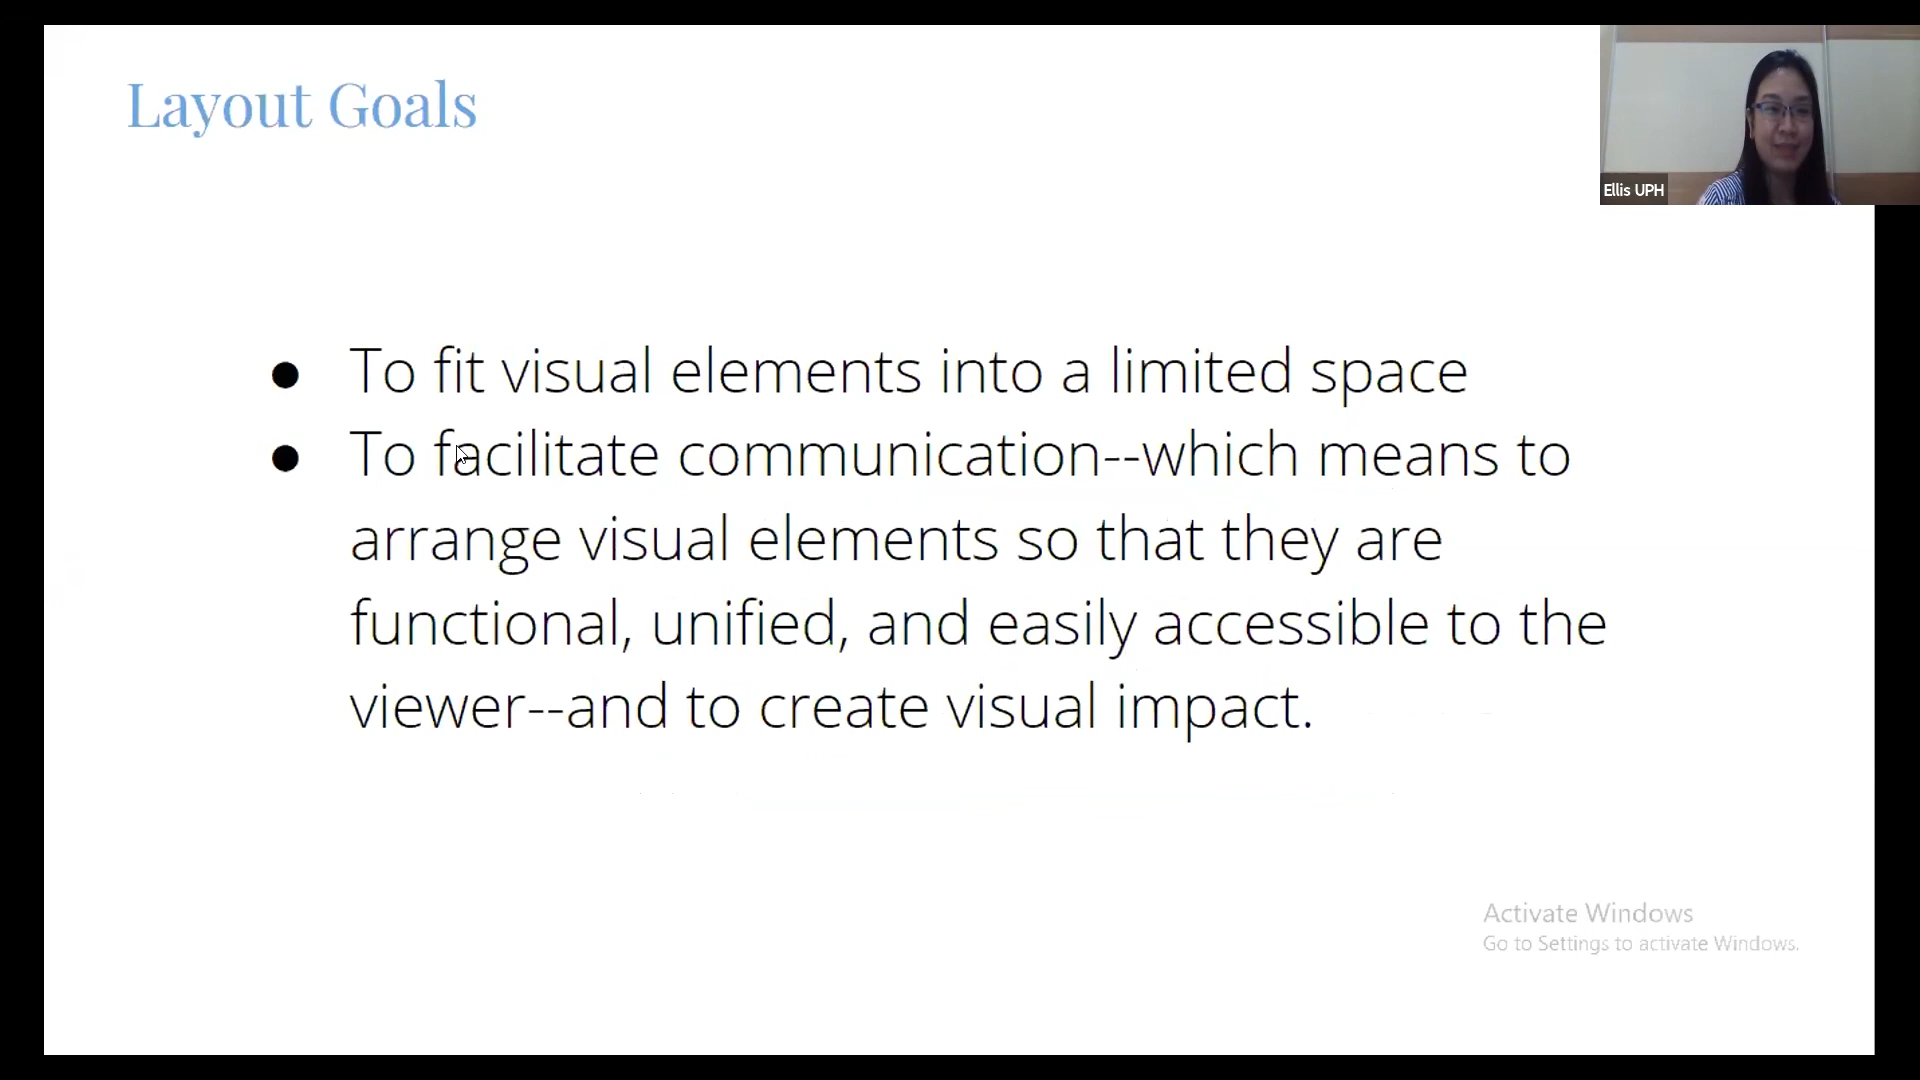 Layout Goals
Ellis UPH
● To fit visual elements into a limited space
● To facilitate communication--which means to
arrange visual elements so that they are
functional, unified, and easily accessible to the
viewer--and to create visual impact.
Activate Windows
Go to Settings to activate Windows.